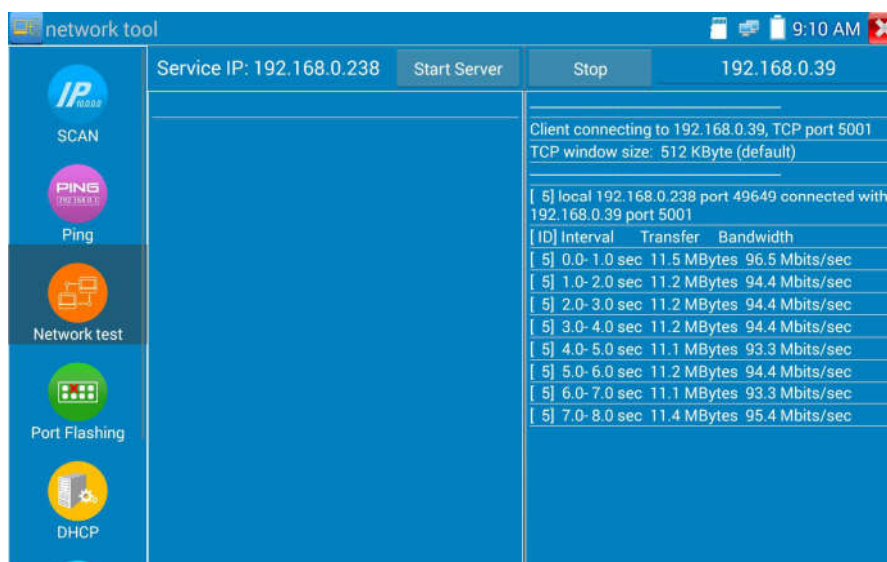 network tool
9:10 AM
Service IP: 192.168.0.238
Start Server
Stop
192.168.0.39
IP
SCAN
PING
Ping
Network test
Port Flashing
DHCP
Client connecting to 192.168.0.39, TCP port 5001
TCP window size: 512 KByte (default)
[ 5] local 192.168.0.238 port 49649 connected with
192.168.0.39 port 5001
[ ID] Interval Transfer Bandwidth
[ 5] 0.0- 1.0 sec 11.5 MBytes 96.5 Mbits/sec
[ 5] 1.0- 2.0 sec 11.2 MBytes 94.4 Mbits/sec
[ 5] 2.0- 3.0 sec 11.2 MBytes 94.4 Mbits/sec
[ 5] 3.0- 4.0 sec 11.2 MBytes 94.4 Mbits/sec
[ 5] 4.0- 5.0 sec 11.1 MBytes 93.3 Mbits/sec
[ 5] 5.0- 6.0 sec 11.2 MBytes 94.4 Mbits/sec
[ 5] 6.0- 7.0 sec 11.1 MBytes 93.3 Mbits/sec
[ 5] 7.0- 8.0 sec 11.4 MBytes 95.4 Mbits/sec